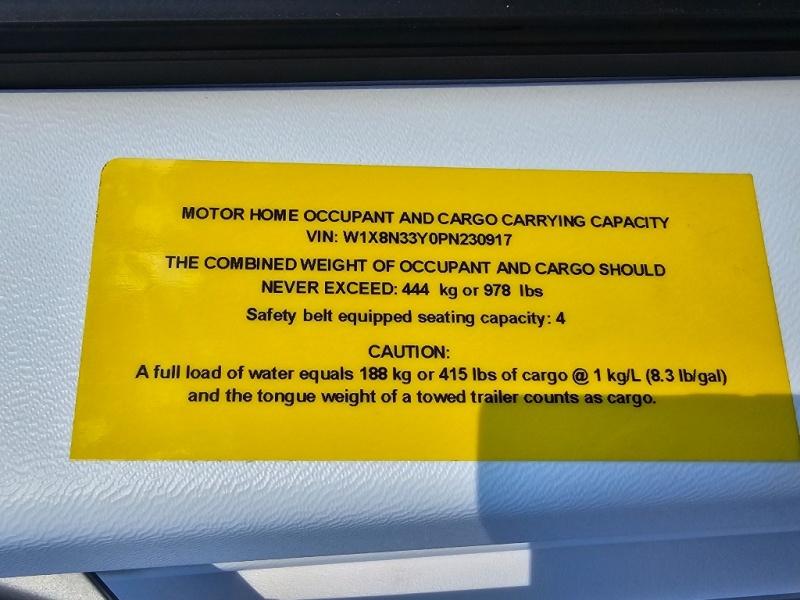 MOTOR HOME OCCUPANT AND CARGO CARRYING CAPACITY
VIN: W1X8N33Y0PN230917
THE COMBINED WEIGHT OF OCCUPANT AND CARGO SHOULD
NEVER EXCEED: 444 kg or 978 lbs
Safety belt equipped seating capacity: 4
CAUTION:
A full load of water equals 188 kg or 415 lbs of cargo @ 1 kg/L (8.3 lb/gal)
and the tongue weight of a towed trailer counts as cargo.